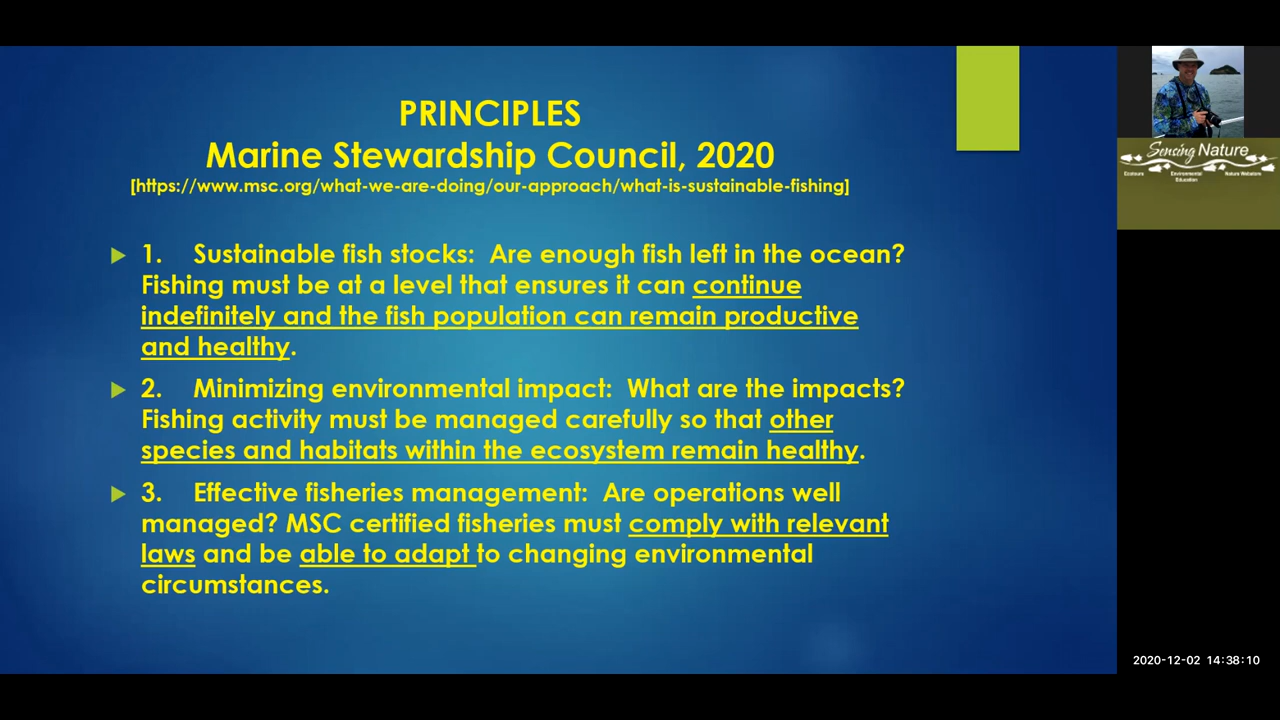 PRINCIPLES
Marine Stewardship Council, 2020
[https://www.msc.org/what-we-are-doing/our-approach/what-is-sustainable-fishing]
1. Sustainable fish stocks: Are enough fish left in the ocean?
Fishing must be at a level that ensures it can continue
indefinitely and the fish population can remain productive
and healthy.
2. Minimizing environmental impact: What are the impacts?
Fishing activity must be managed carefully so that other
species and habitats within the ecosystem remain healthy.
3. Effective fisheries management: Are operations well
managed? MSC certified fisheries must comply with relevant
laws and be able to adapt to changing environmental
circumstances.
Sensing Nature
Ecotours Environmental Nature Webstore
Education
2020-12-02 14:38:10